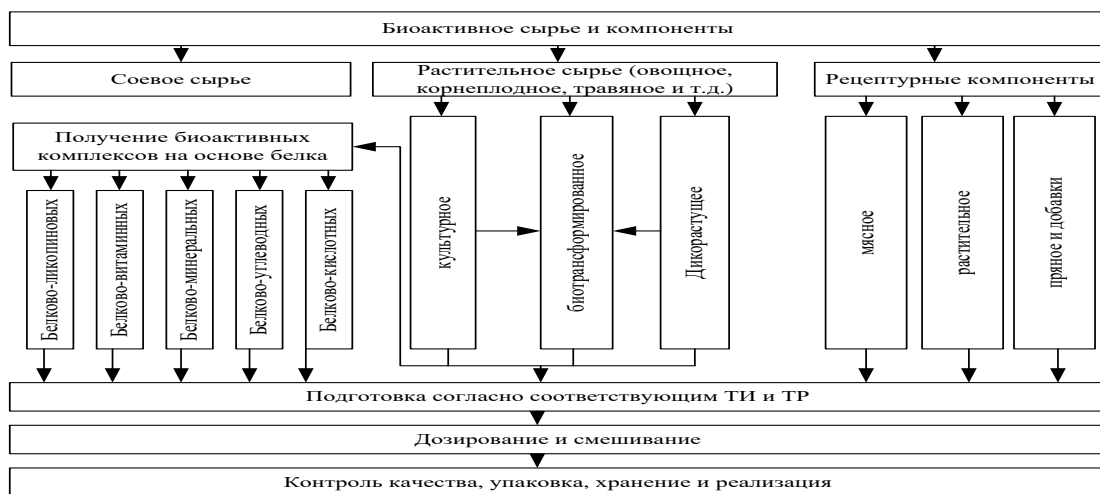 Биоактивное сырье и компоненты
Соевое сырье
Растительное сырье (овощное,
корнеплодное, травяное и т.д.)
Рецептурные компоненты
Получение биоактивных
комплексов на основе белка
Белково-ликопиновых
Белково-витаминных
Белково-минеральных
Белково-углеводных
Белково-кислотных
культурное
биотрансформированное
Дикорастущее
мясное
растительное
пряное и добавки
Подготовка согласно соответствующим ТИ и ТР
Дозирование и смешивание
Контроль качества, упаковка, хранение и реализация